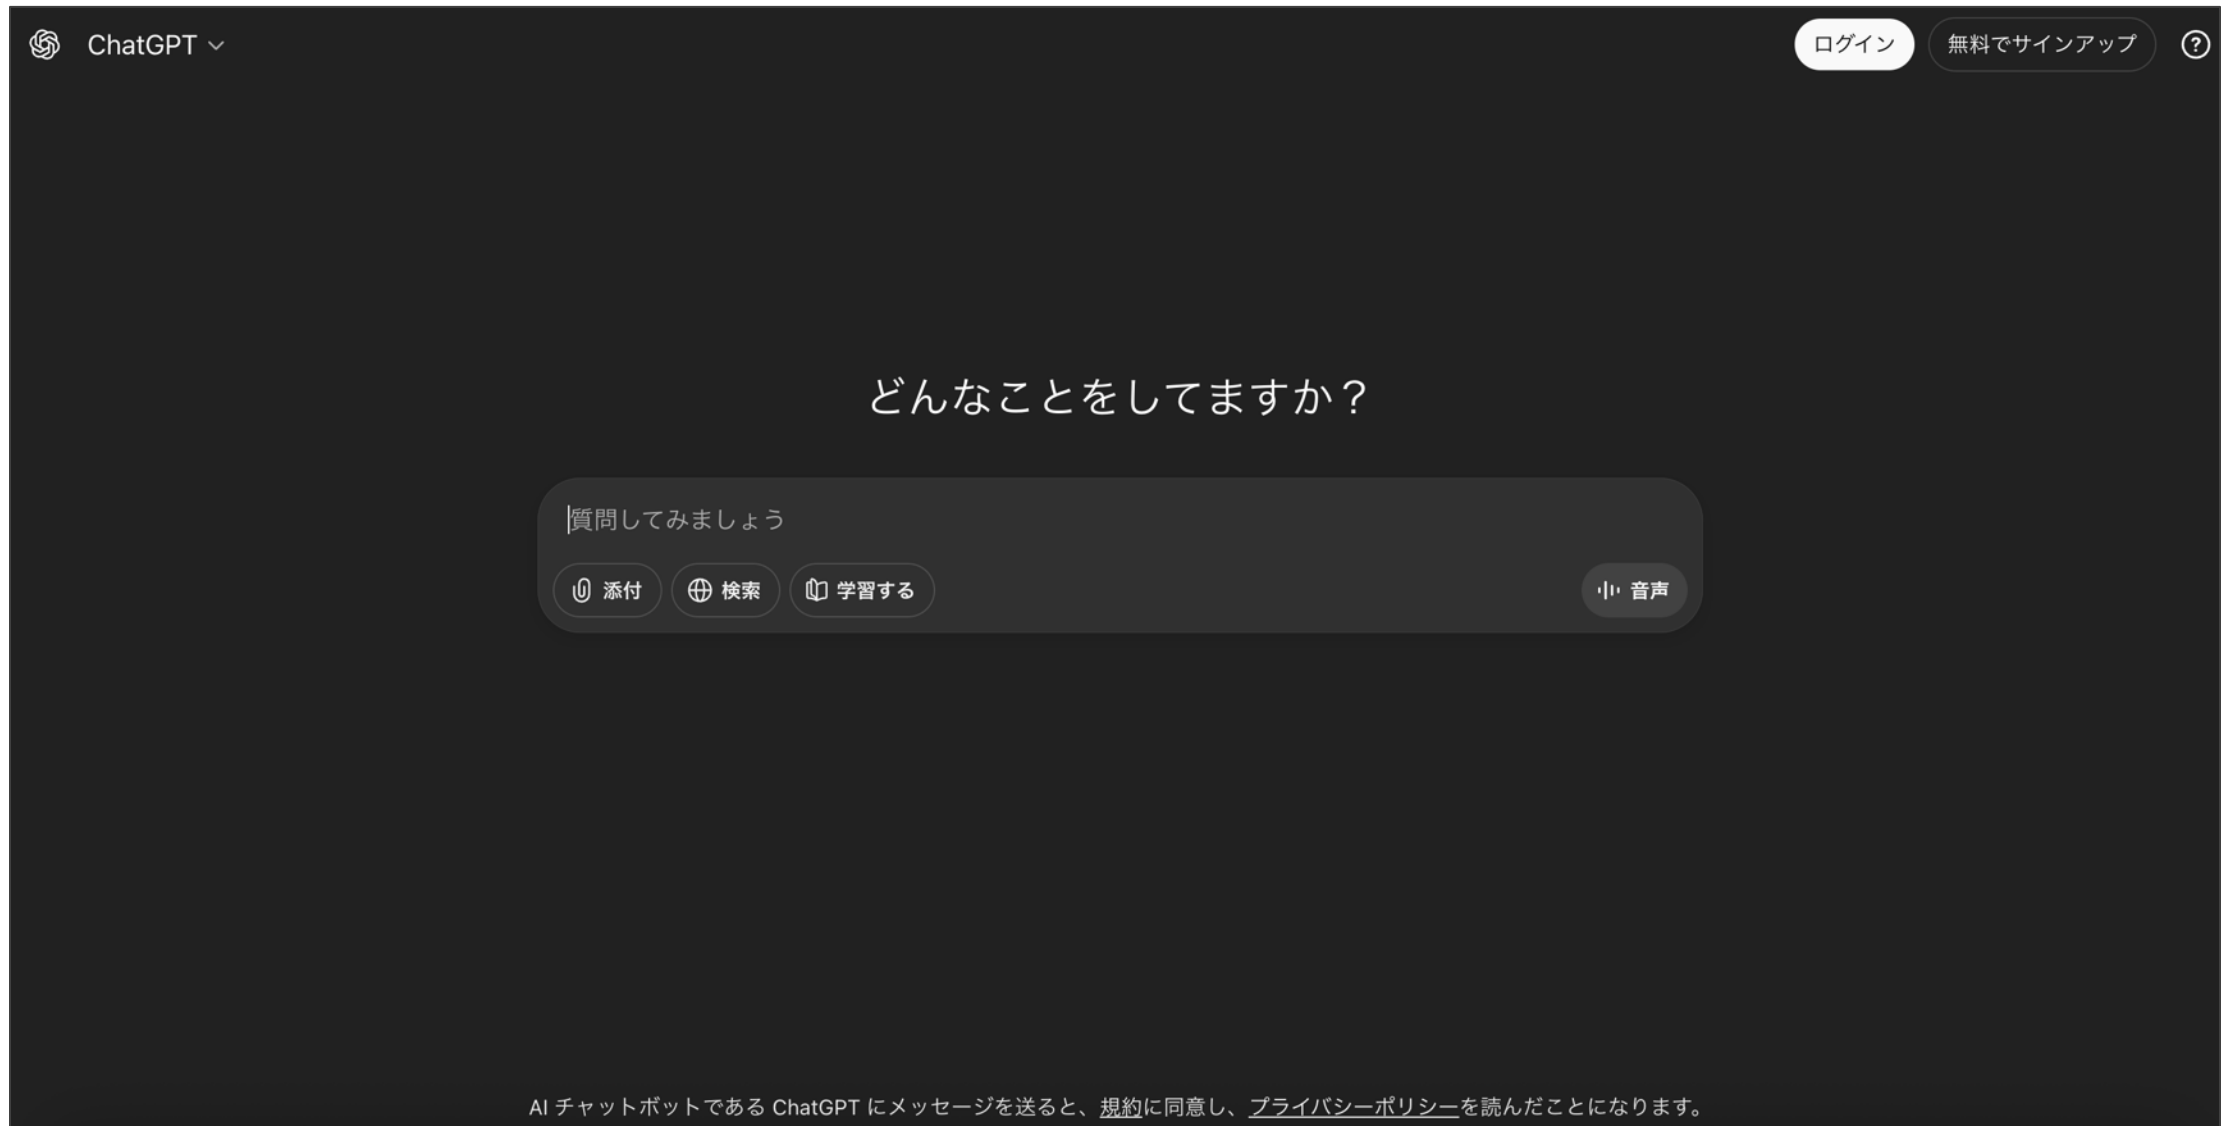 ChatGPT
ログイン
無料でサインアップ
?
どんなことをしてますか？
質問してみましょう
添付
検索
学習する
音声
AI チャットボットである ChatGPT にメッセージを送ると、規約に同意し、プライバシーポリシーを読んだことになります。